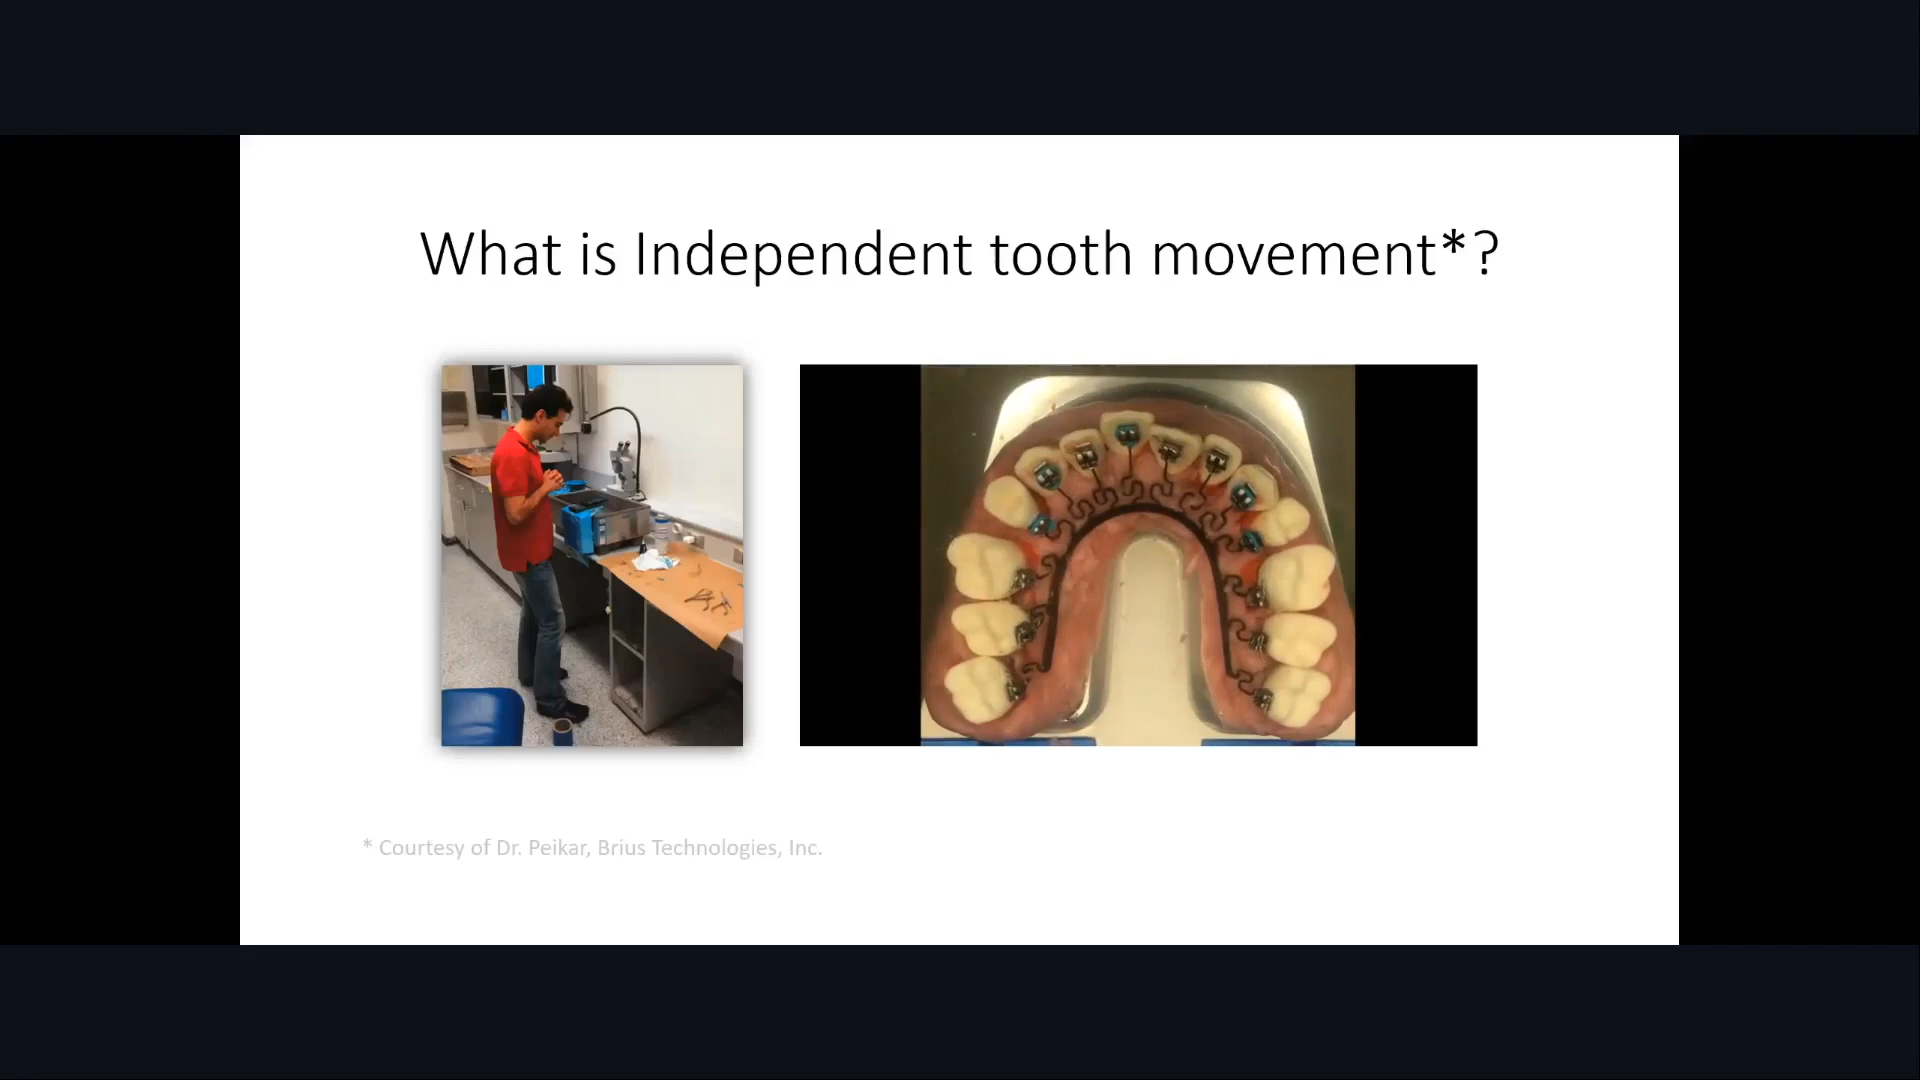 What is Independent tooth movement*?
* Courtesy of Dr. Peikar, Brius Technologies, Inc.